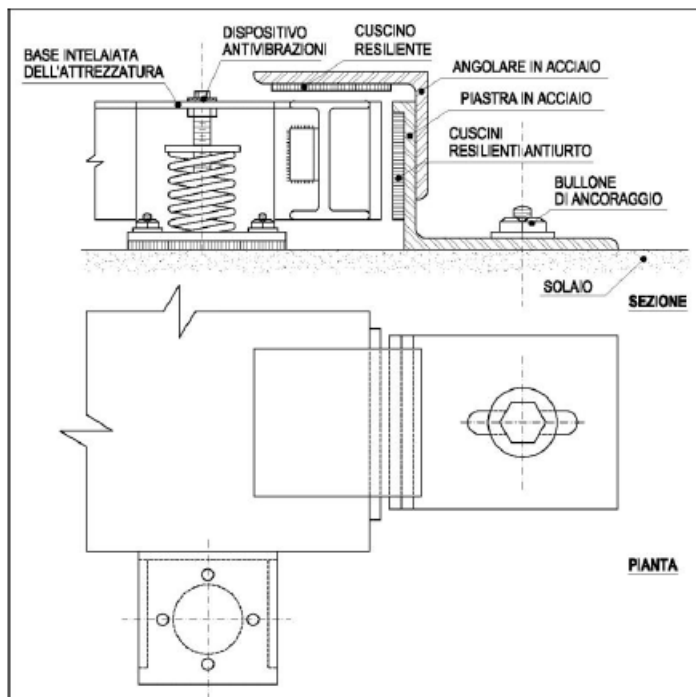 BASE INTELAIATA
DELL'ATTREZZATURA
DISPOSITIVO
ANTIVIBRAZIONI
CUSCINO
RESILIENTE
ANGOLARE IN ACCIAIO
PIASTRA IN ACCIAIO
CUSCINI
RESILIENTI ANTIURTO
BULLONE
DI ANCORAGGIO
SOLAIO
SEZIONE
PIANTA